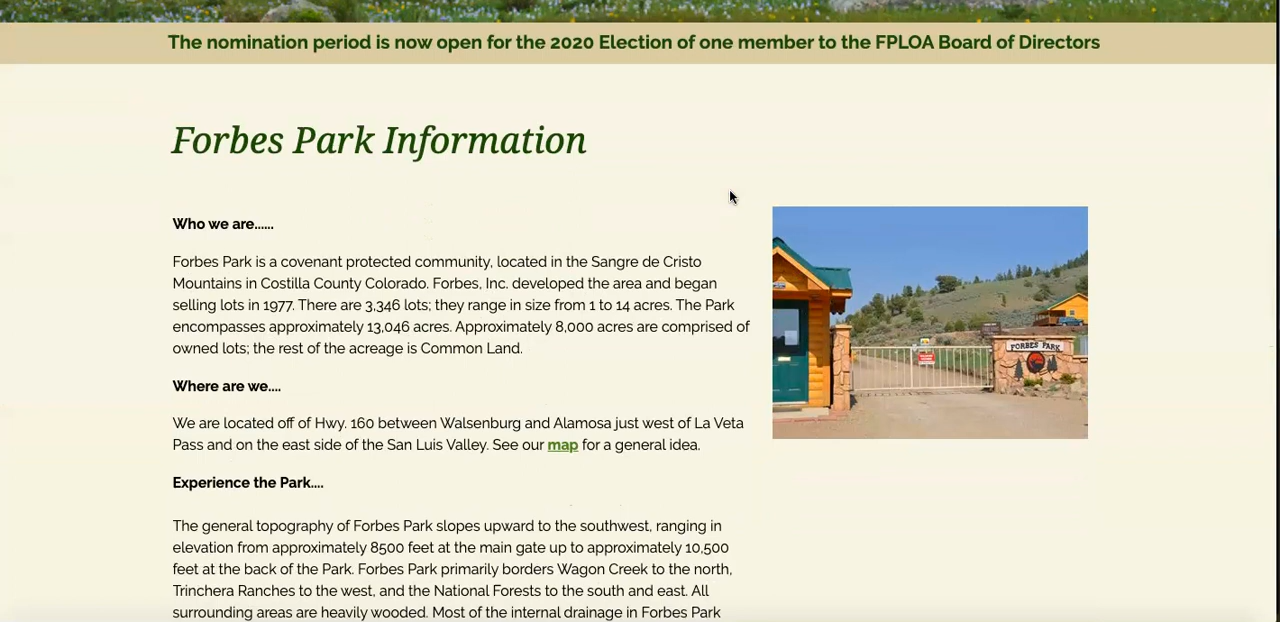 The nomination period is now open for the 2020 Election of one member to the FPLOA Board of Directors
Forbes Park Information
Who we are......
Forbes Park is a covenant protected community, located in the Sangre de Cristo
Mountains in Costilla County Colorado. Forbes, Inc. developed the area and began
selling lots in 1977. There are 3,346 lots; they range in size from 1 to 14 acres. The Park
encompasses approximately 13,046 acres. Approximately 8,000 acres are comprised of
owned lots; the rest of the acreage is Common Land.
FORBES PARK
Where are we....
We are located off of Hwy. 160 between Walsenburg and Alamosa just west of La Veta
Pass and on the east side of the San Luis Valley. See our map for a general idea.
Experience the Park....
The general topography of Forbes Park slopes upward to the southwest, ranging in
elevation from approximately 8500 feet at the main gate up to approximately 10,500
feet at the back of the Park. Forbes Park primarily borders Wagon Creek to the north,
Trinchera Ranches to the west, and the National Forests to the south and east. All
surrounding areas are heavily wooded. Most of the internal drainage in Forbes Park